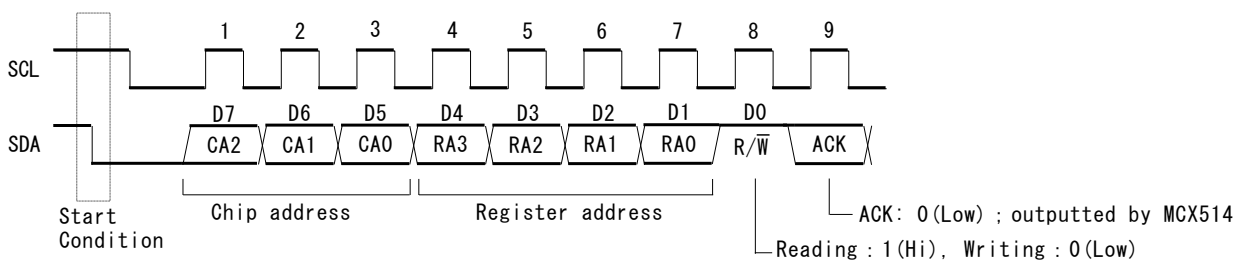 1 2 3 4 5 6 7 8 9
SCL
D7 D6 D5 D4 D3 D2 D1 D0
SDA CA2 CA1 CA0 RA3 RA2 RA1 RA0 R/W̅ ACK
Chip address Register address
Start
Condition
ACK: 0(Low) ; outputted by MCX514
Reading : 1(Hi), Writing : 0(Low)